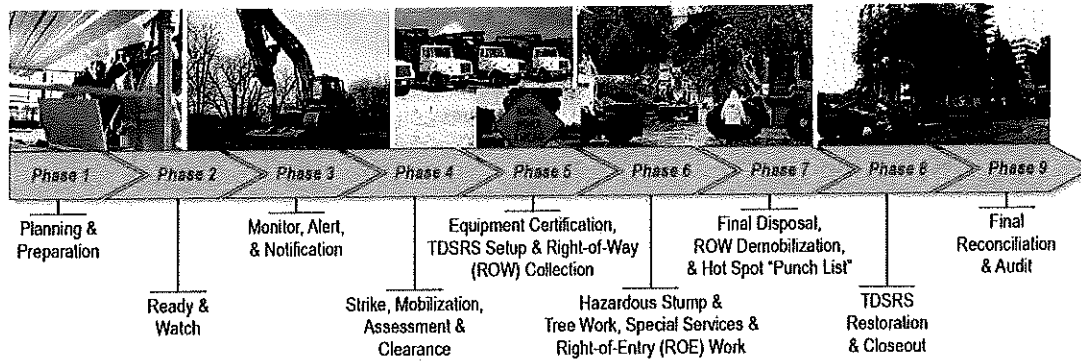 Phase 1
Phase 2
Phase 3
Phase 4
Phase 5
Phase 6
Phase 7
Phase 8
Phase 9
Planning &
Preparation
Ready &
Watch
Monitor, Alert,
& Notification
Strike, Mobilization,
Assessment &
Clearance
Equipment Certification,
TDSRS Setup & Right-of-Way
(ROW) Collection
Hazardous Stump &
Tree Work, Special Services &
Right-of-Entry (ROE) Work
Final Disposal,
ROW Demobilization,
& Hot Spot "Punch List"
TDSRS
Restoration
& Closeout
Final
Reconciliation
& Audit